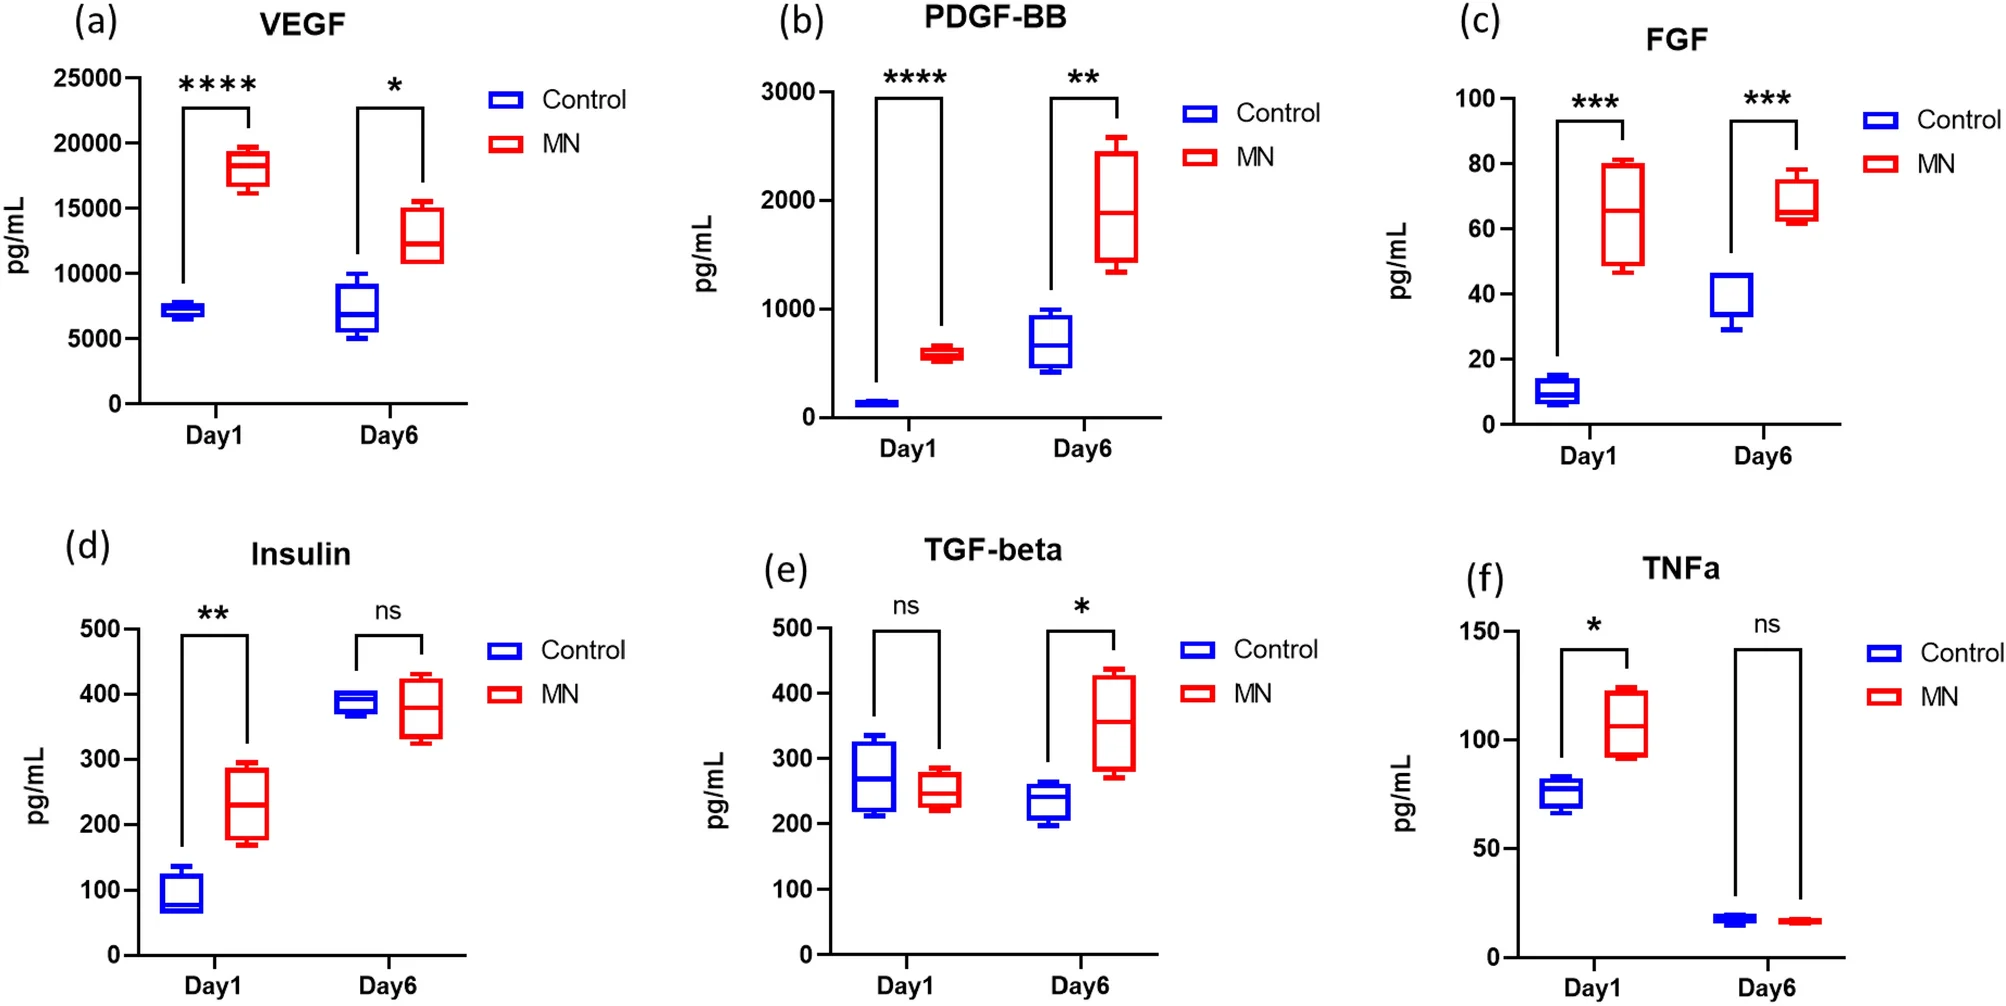 (a) VEGF
25000
20000
15000
10000
5000
0
pg/mL
**** *
Control
MN
Day1 Day6
(b) PDGF-BB
3000
2000
1000
0
pg/mL
**** **
Control
MN
Day1 Day6
(c) FGF
100
80
60
40
20
0
pg/mL
*** ***
Control
MN
Day1 Day6
(d) Insulin
500
400
300
200
100
0
pg/mL
** ns
Control
MN
Day1 Day6
(e) TGF-beta
500
400
300
200
100
0
pg/mL
ns *
Control
MN
Day1 Day6
(f) TNFa
150
100
50
0
pg/mL
* ns
Control
MN
Day1 Day6